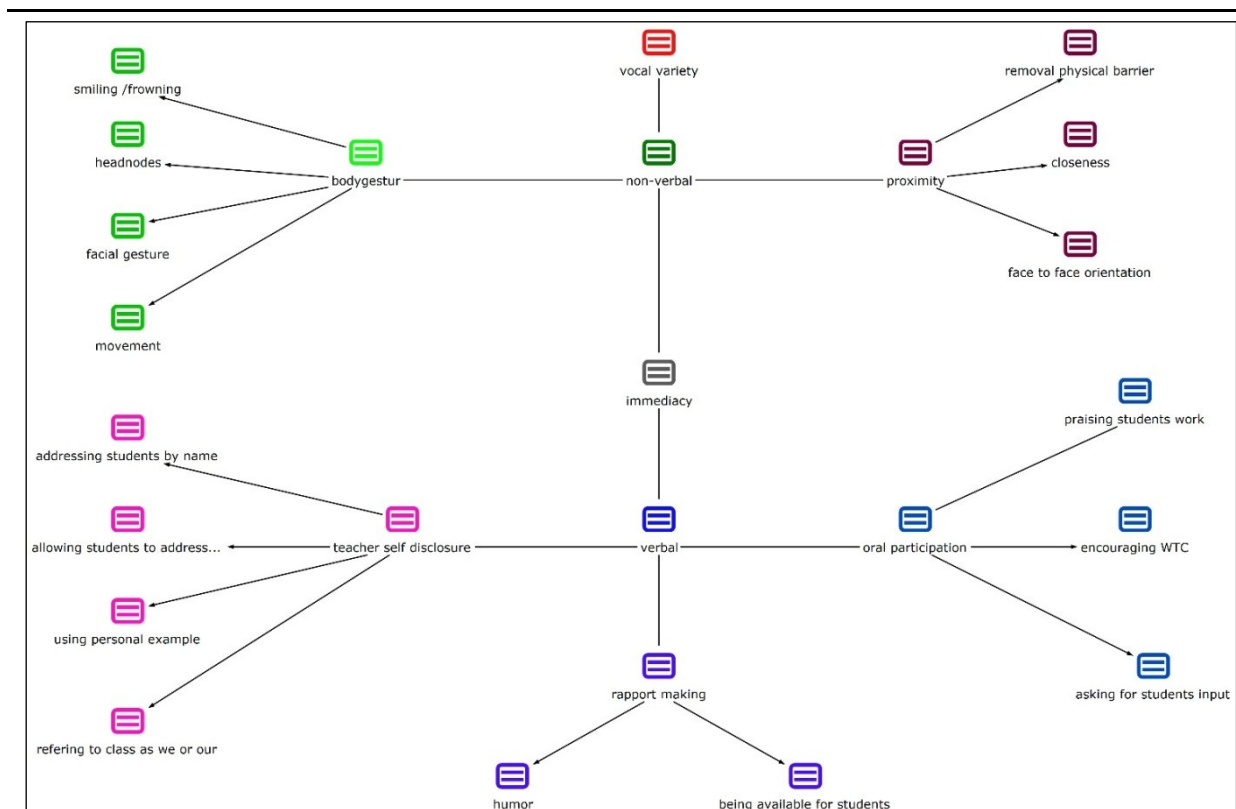 vocal variety
removal physical barrier
smiling /frowning
headnodes
closeness
bodygestur
non-verbal
proximity
facial gesture
face to face orientation
movement
immediacy
praising students work
addressing students by name
allowing students to address...
teacher self disclosure
verbal
oral participation
encouraging WTC
using personal example
rapport making
asking for students input
refering to class as we or our
humor
being available for students